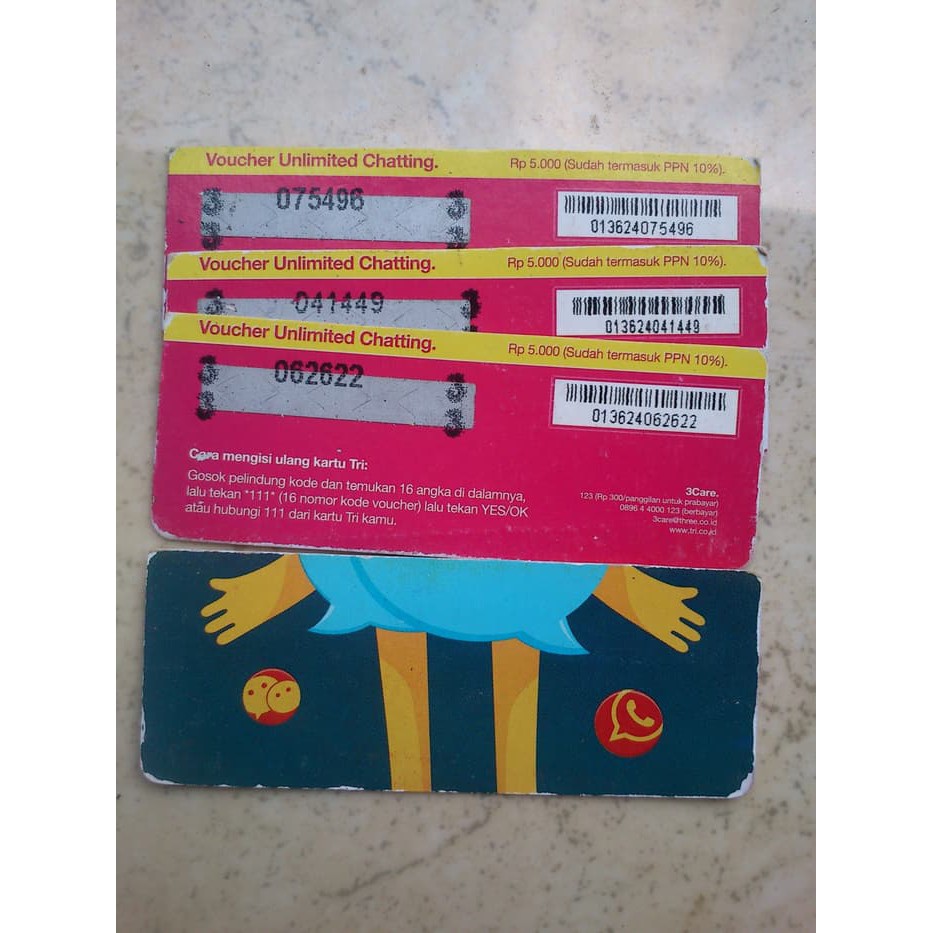 Voucher Unlimited Chatting.
Rp 5.000 (Sudah termasuk PPN 10%).
075496
013624075496
Voucher Unlimited Chatting.
Rp 5.000 (Sudah termasuk PPN 10%).
041449
013624041449
Voucher Unlimited Chatting.
Rp 5.000 (Sudah termasuk PPN 10%).
062622
013624062622
Cara mengisi ulang kartu Tri:
Gosok pelindung kode dan temukan 16 angka di dalamnya,
lalu tekan *111* (16 nomor kode voucher) lalu tekan YES/OK
atau hubungi 111 dari kartu Tri kamu.
3Care.
123 (Rp 300/panggilan untuk prabayar)
0896 4 4000 123 (berbayar)
3care@three.co.id
www.tri.co.id